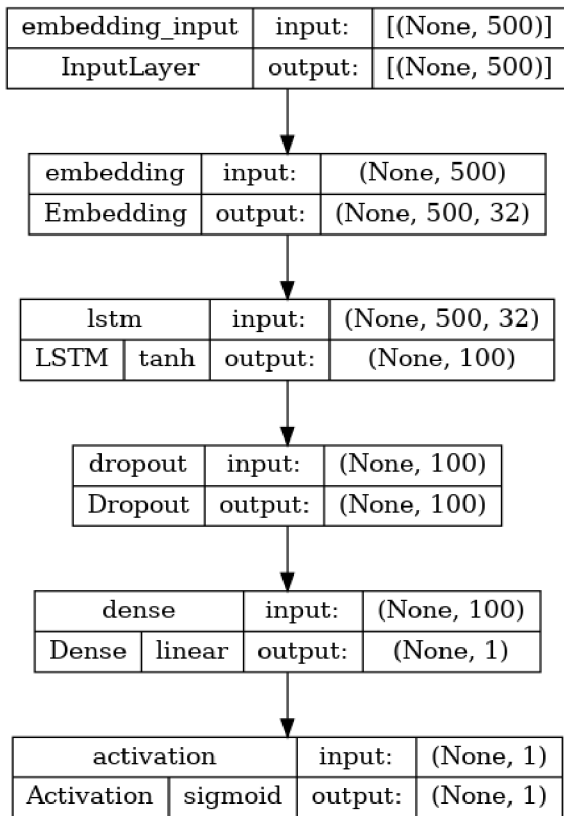 embedding_input input: [(None, 500)]
InputLayer output: [(None, 500)]
embedding input: (None, 500)
Embedding output: (None, 500, 32)
lstm input: (None, 500, 32)
LSTM tanh output: (None, 100)
dropout input: (None, 100)
Dropout output: (None, 100)
dense input: (None, 100)
Dense linear output: (None, 1)
activation input: (None, 1)
Activation sigmoid output: (None, 1)